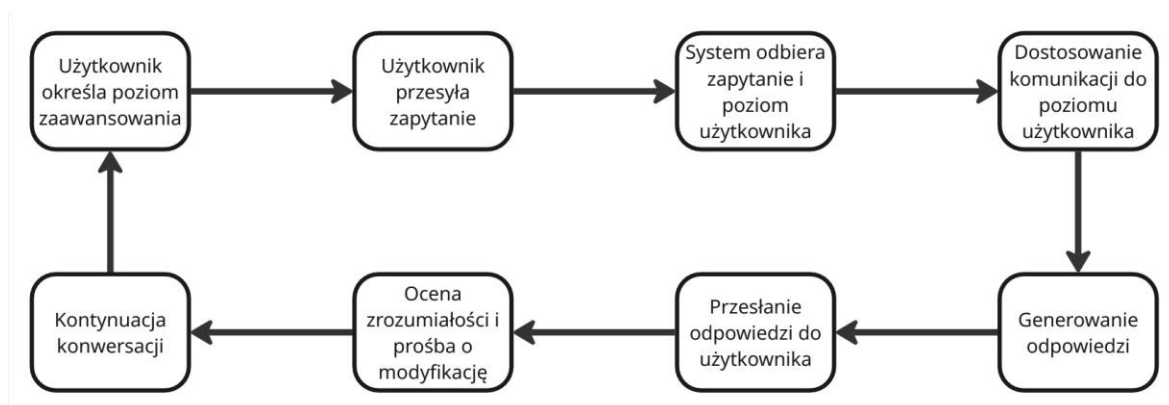 Użytkownik
określa poziom
zaawansowania
Użytkownik
przesyła
zapytanie
System odbiera
zapytanie i
poziom
użytkownika
Dostosowanie
komunikacji do
poziomu
użytkownika
Generowanie
odpowiedzi
Przesłanie
odpowiedzi do
użytkownika
Ocena
zrozumiałości i
prośba o
modyfikację
Kontynuacja
konwersacji